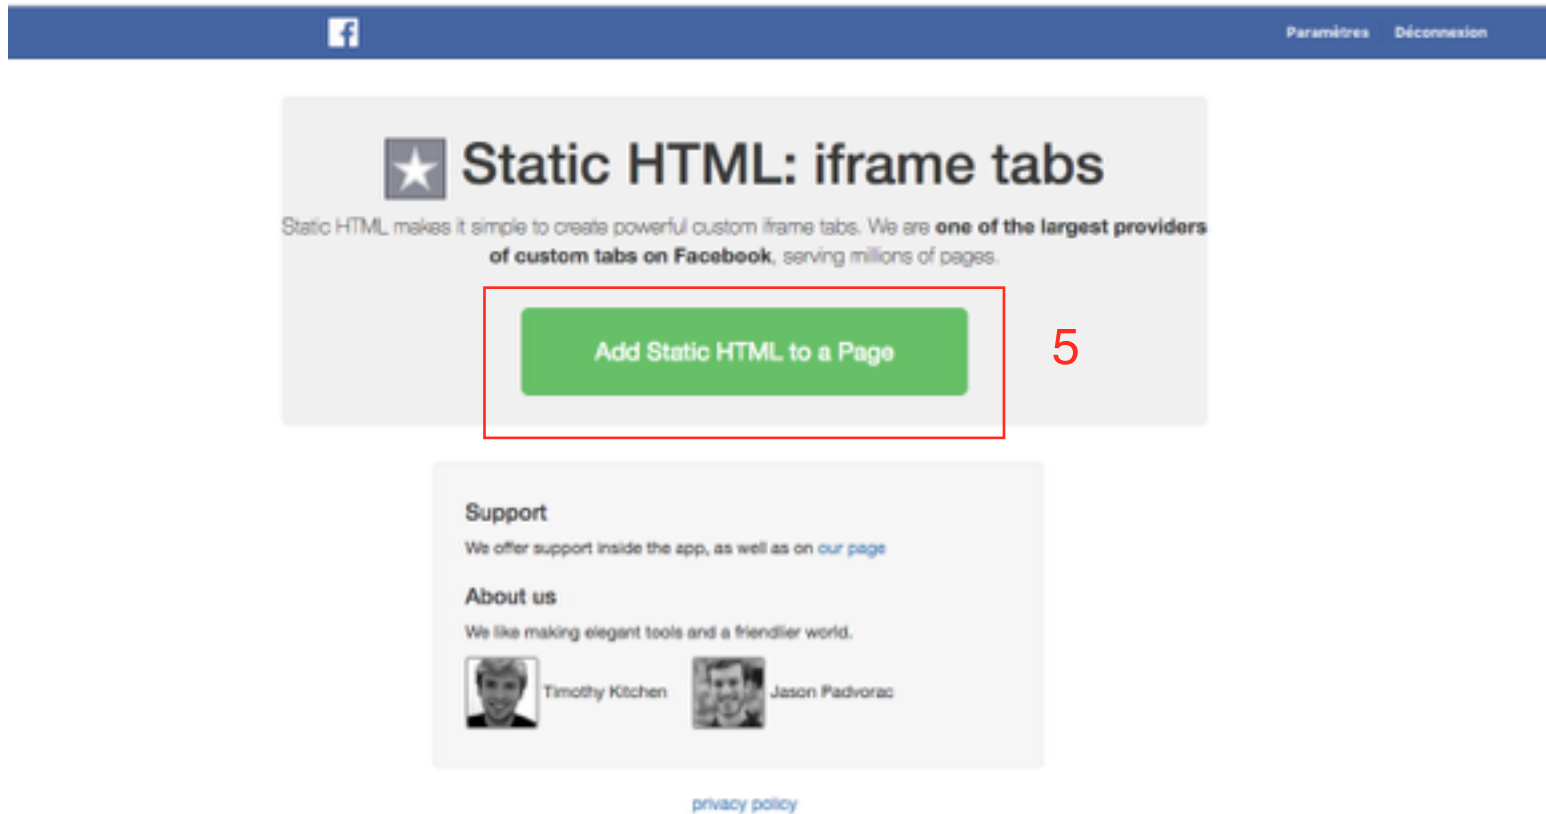 Paramètres Déconnexion
Static HTML: iframe tabs
Static HTML makes it simple to create powerful custom iframe tabs. We are one of the largest providers
of custom tabs on Facebook, serving millions of pages.
Add Static HTML to a Page
5
Support
We offer support inside the app, as well as on our page
About us
We like making elegant tools and a friendlier world.
Timothy Kitchen Jason Padvorac
privacy policy